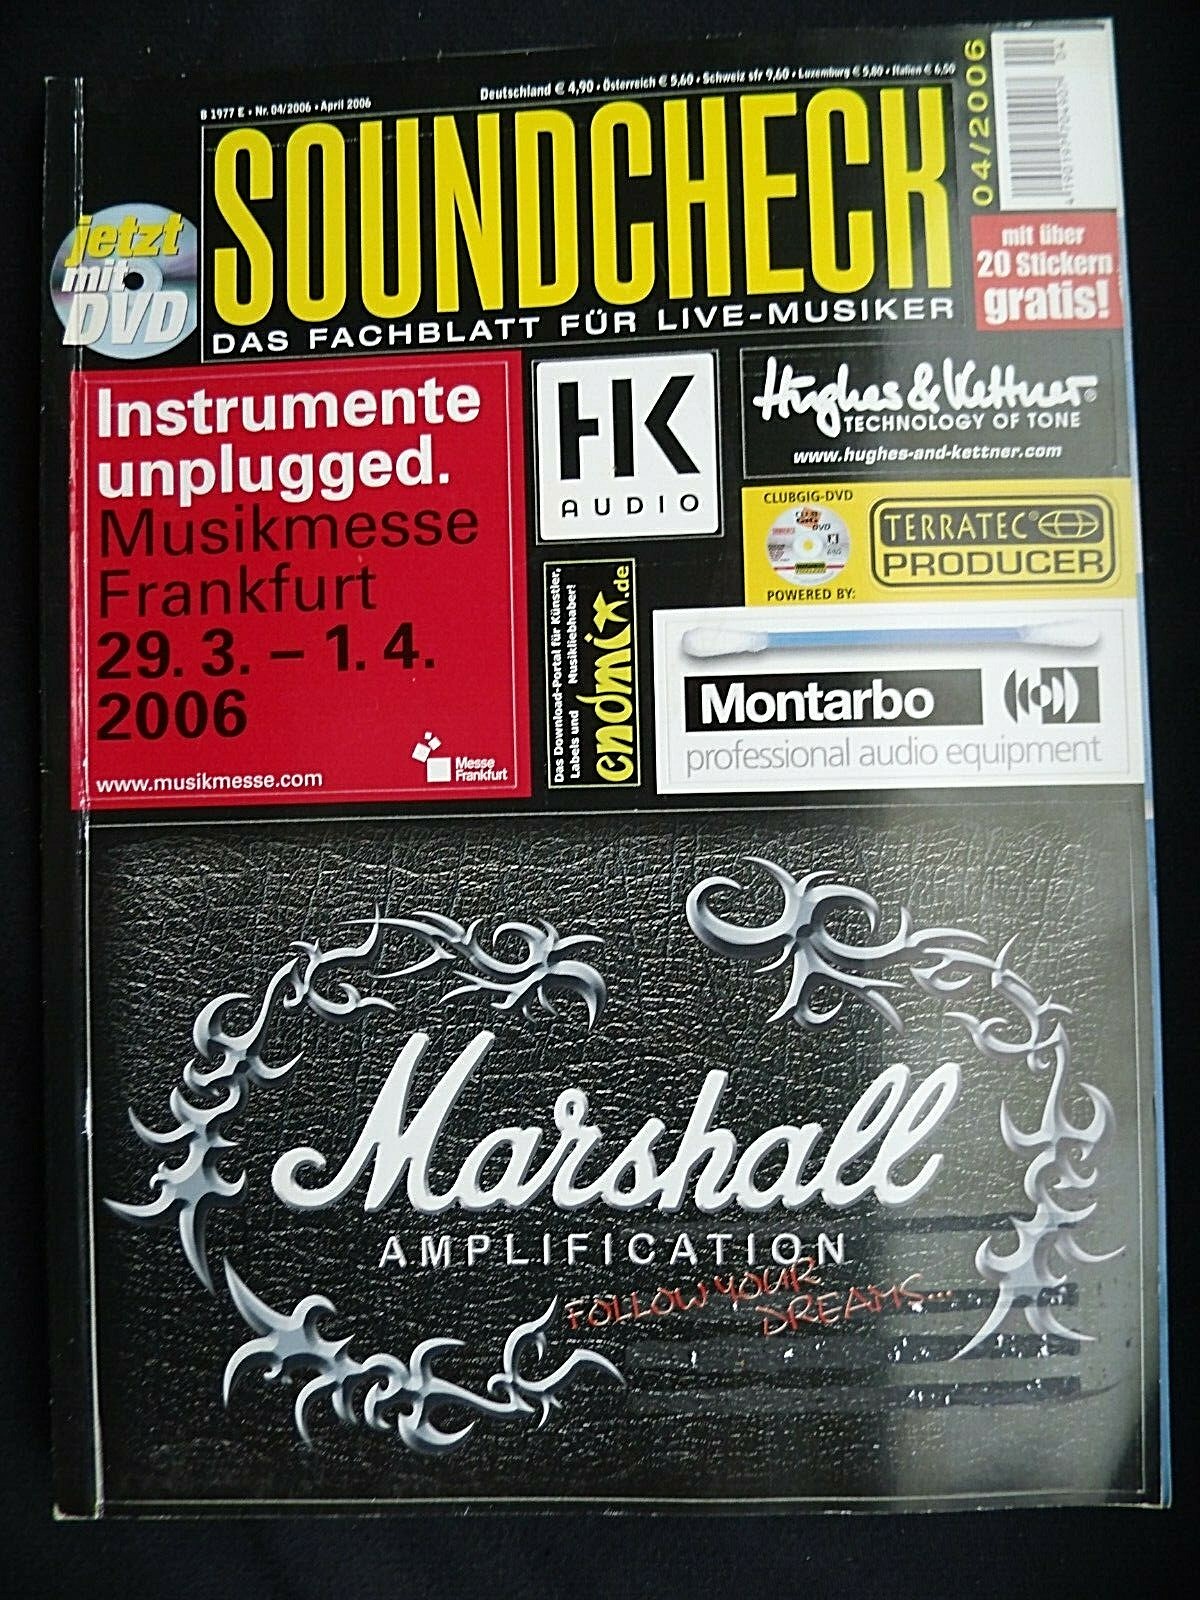 B 1977 E • Nr. 04/2006 • April 2006
Deutschland € 4,90 • Österreich € 5,60 • Schweiz sfr 9,60 • Luxemburg € 5,80 • Italien € 6,50
04/2006
SOUNDCHECK
DAS FACHBLATT FÜR LIVE-MUSIKER
jetzt
mit
DVD
mit über
20 Stickern
gratis!
Instrumente
unplugged.
Musikmesse
Frankfurt
29. 3. – 1. 4.
2006
www.musikmesse.com
Messe
Frankfurt
HK
AUDIO
Hughes & Kettner®
TECHNOLOGY OF TONE
www.hughes-and-kettner.com
CLUBGIG-DVD
POWERED BY:
TERRATEC®
PRODUCER
Das Download-Portal für Künstler,
Labels und Musikliebhaber!
.de
Montarbo
professional audio equipment
Marshall
AMPLIFICATION
FOLLOW YOUR
DREAMS...